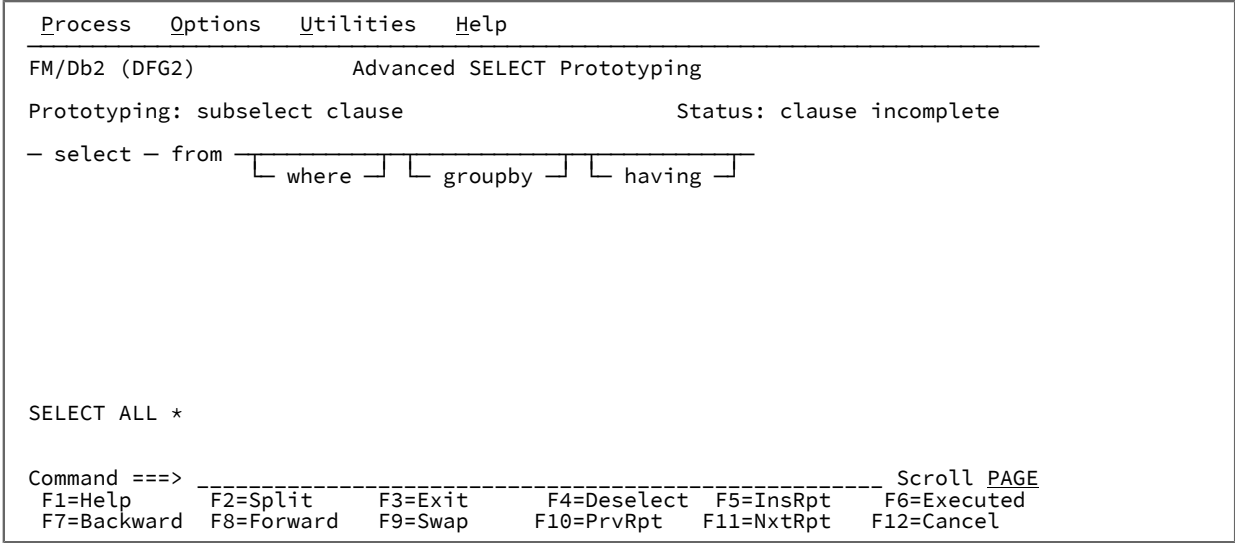 Process Options Utilities Help
FM/Db2 (DFG2) Advanced SELECT Prototyping
Prototyping: subselect clause Status: clause incomplete
select from
where groupby having
SELECT ALL *
Command ===> _____________________________________________________ Scroll PAGE
F1=Help F2=Split F3=Exit F4=Deselect F5=InsRpt F6=Executed
F7=Backward F8=Forward F9=Swap F10=PrvRpt F11=NxtRpt F12=Cancel